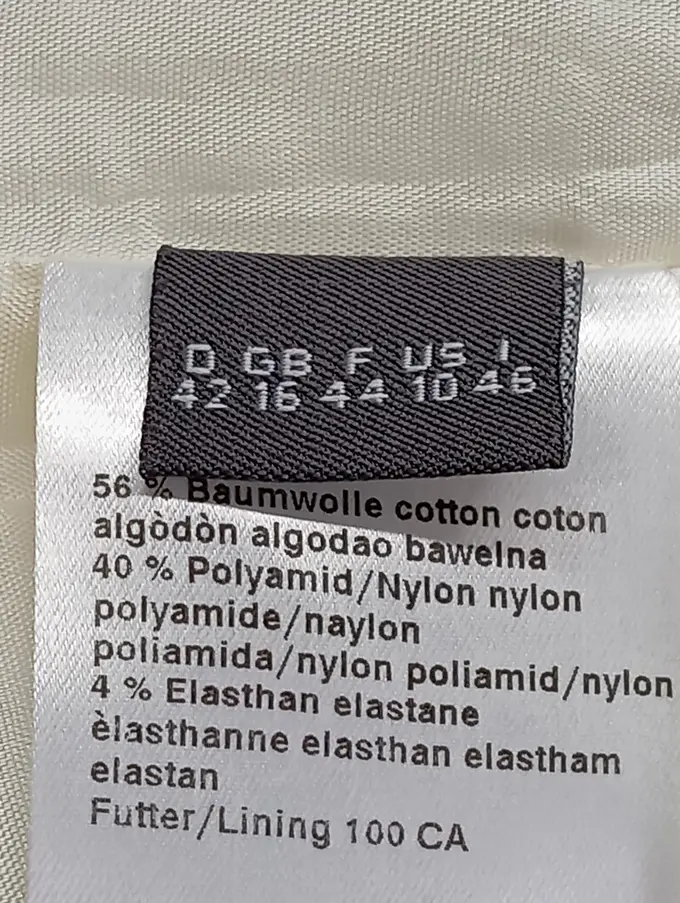 D GB F US I
42 16 44 10 46
56 % Baumwolle cotton coton
algòdòn algodao bawelna
40 % Polyamid/Nylon nylon
polyamide/naylon
poliamida/nylon poliamid/nylon
4 % Elasthan elastane
èlasthanne elasthan elastham
elastan
Futter/Lining 100 CA